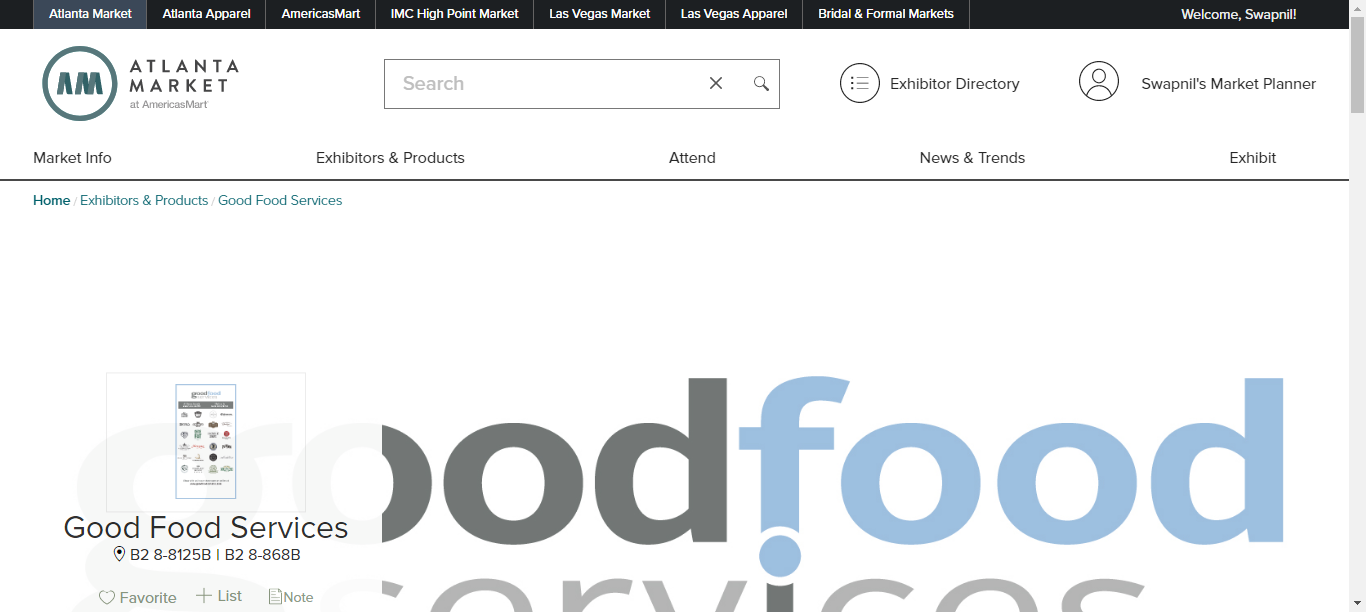 Atlanta Market Atlanta Apparel AmericasMart IMC High Point Market Las Vegas Market Las Vegas Apparel Bridal & Formal Markets Welcome, Swapnil!
AM ATLANTA
MARKET
at AmericasMart
Search
Exhibitor Directory
Swapnil's Market Planner
Market Info Exhibitors & Products Attend News & Trends Exhibit
Home / Exhibitors & Products / Good Food Services
goodfood
services
Good Food Services
B2 8-8125B | B2 8-868B
Favorite List Note